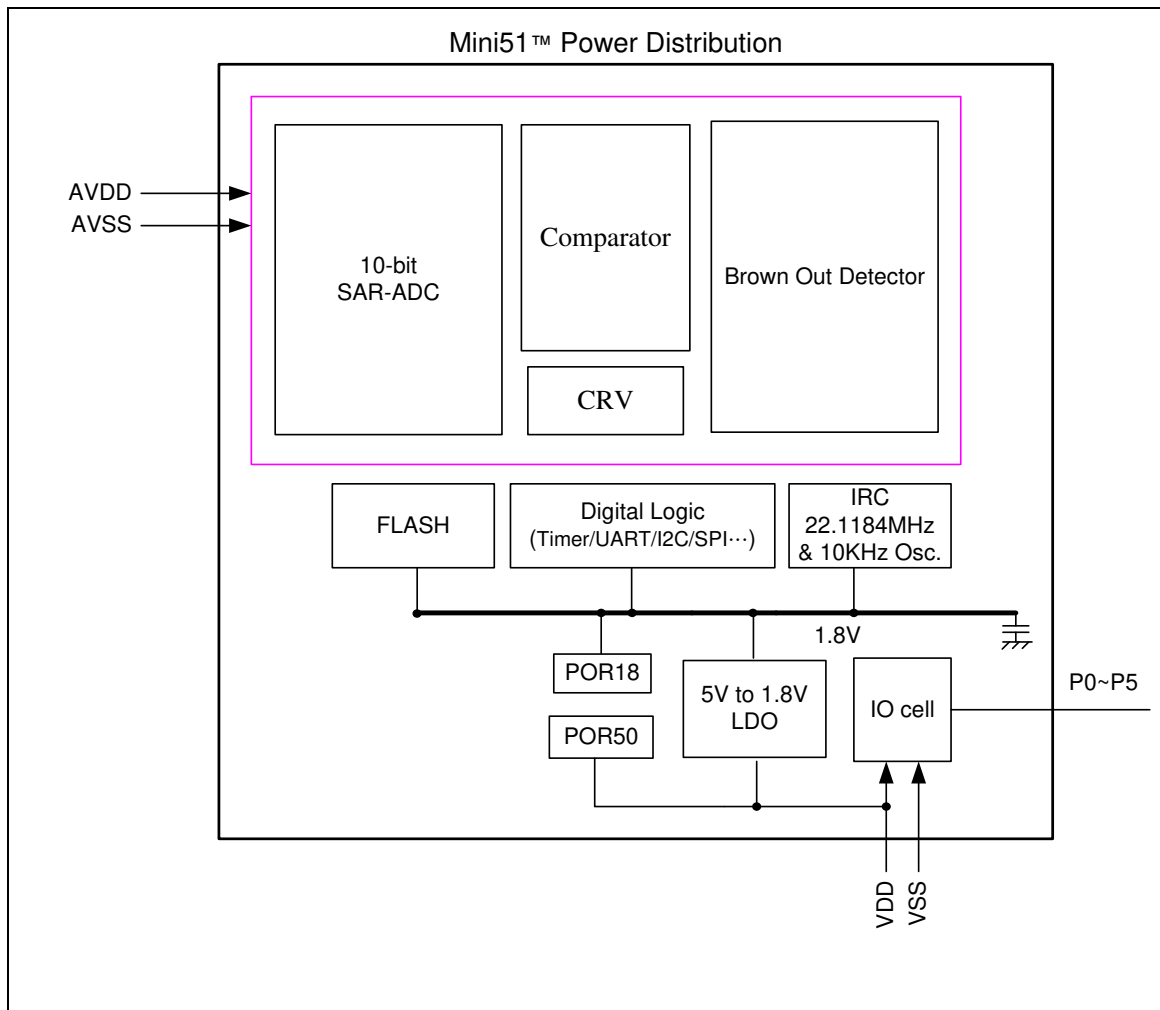 Mini51™ Power Distribution
AVDD
AVSS
10-bit
SAR-ADC
Comparator
CRV
Brown Out Detector
FLASH
Digital Logic
(Timer/UART/I2C/SPI⋯)
IRC
22.1184MHz
& 10KHz Osc.
1.8V
POR18
POR50
5V to 1.8V
LDO
IO cell
P0~P5
VDD
VSS